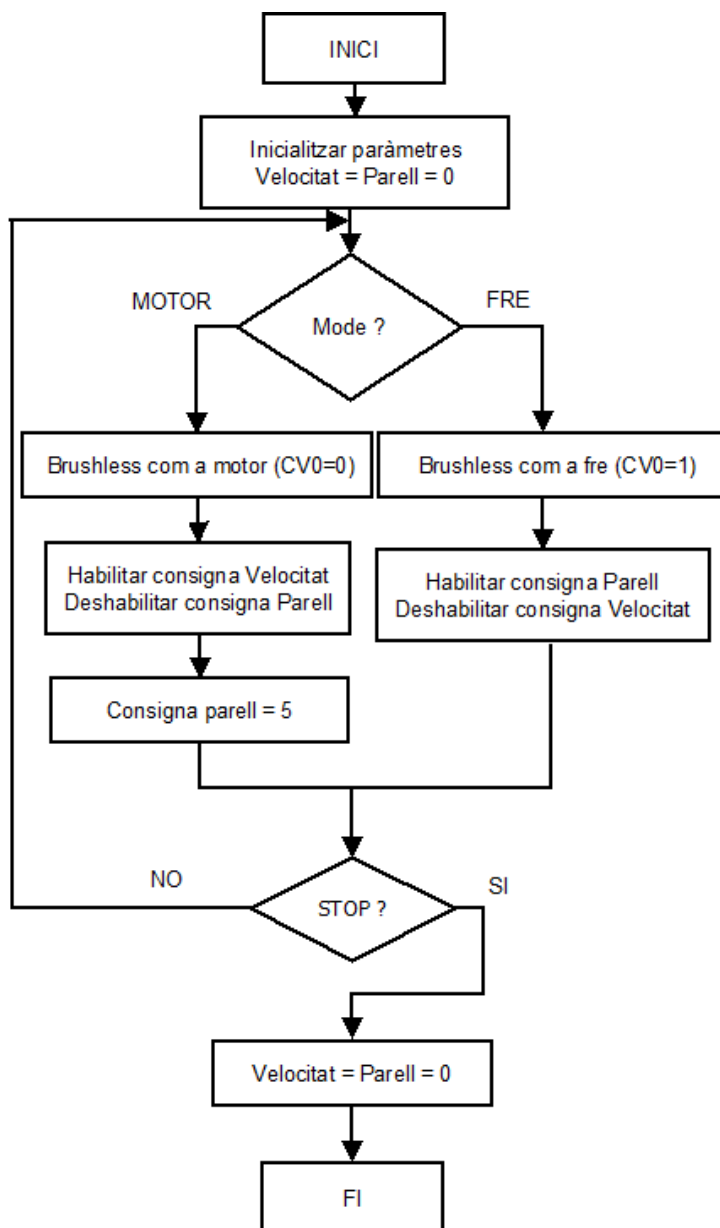 INICI
Inicialitzar paràmetres
Velocitat = Parell = 0
MOTOR
FRE
Mode ?
Brushless com a motor (CV0=0)
Brushless com a fre (CV0=1)
Habilitar consigna Velocitat
Deshabilitar consigna Parell
Habilitar consigna Parell
Deshabilitar consigna Velocitat
Consigna parell = 5
NO
SI
STOP ?
Velocitat = Parell = 0
FI